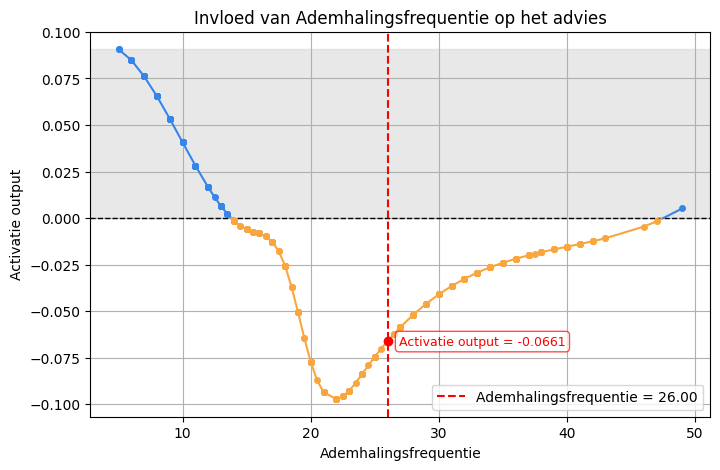 Invloed van Ademhalingsfrequentie op het advies
Activatie output
0.100
0.075
0.050
0.025
0.000
−0.025
−0.050
−0.075
−0.100
Activatie output = -0.0661
Ademhalingsfrequentie = 26.00
10
20
30
40
50
Ademhalingsfrequentie